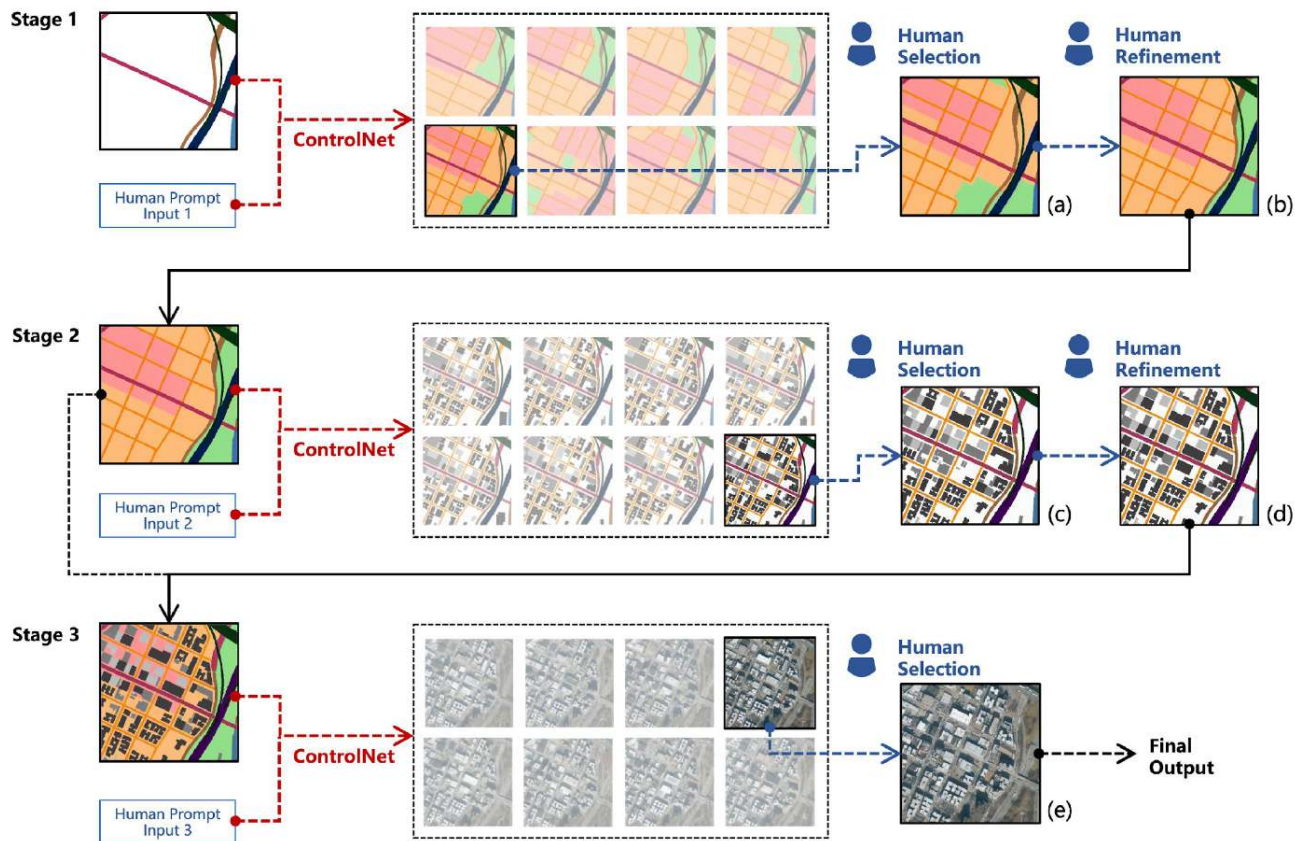 Stage 1
Human Prompt
Input 1
ControlNet
Human
Selection
Human
Refinement
(a)
(b)
Stage 2
Human Prompt
Input 2
ControlNet
Human
Selection
Human
Refinement
(c)
(d)
Stage 3
Human Prompt
Input 3
ControlNet
Human
Selection
(e)
Final
Output